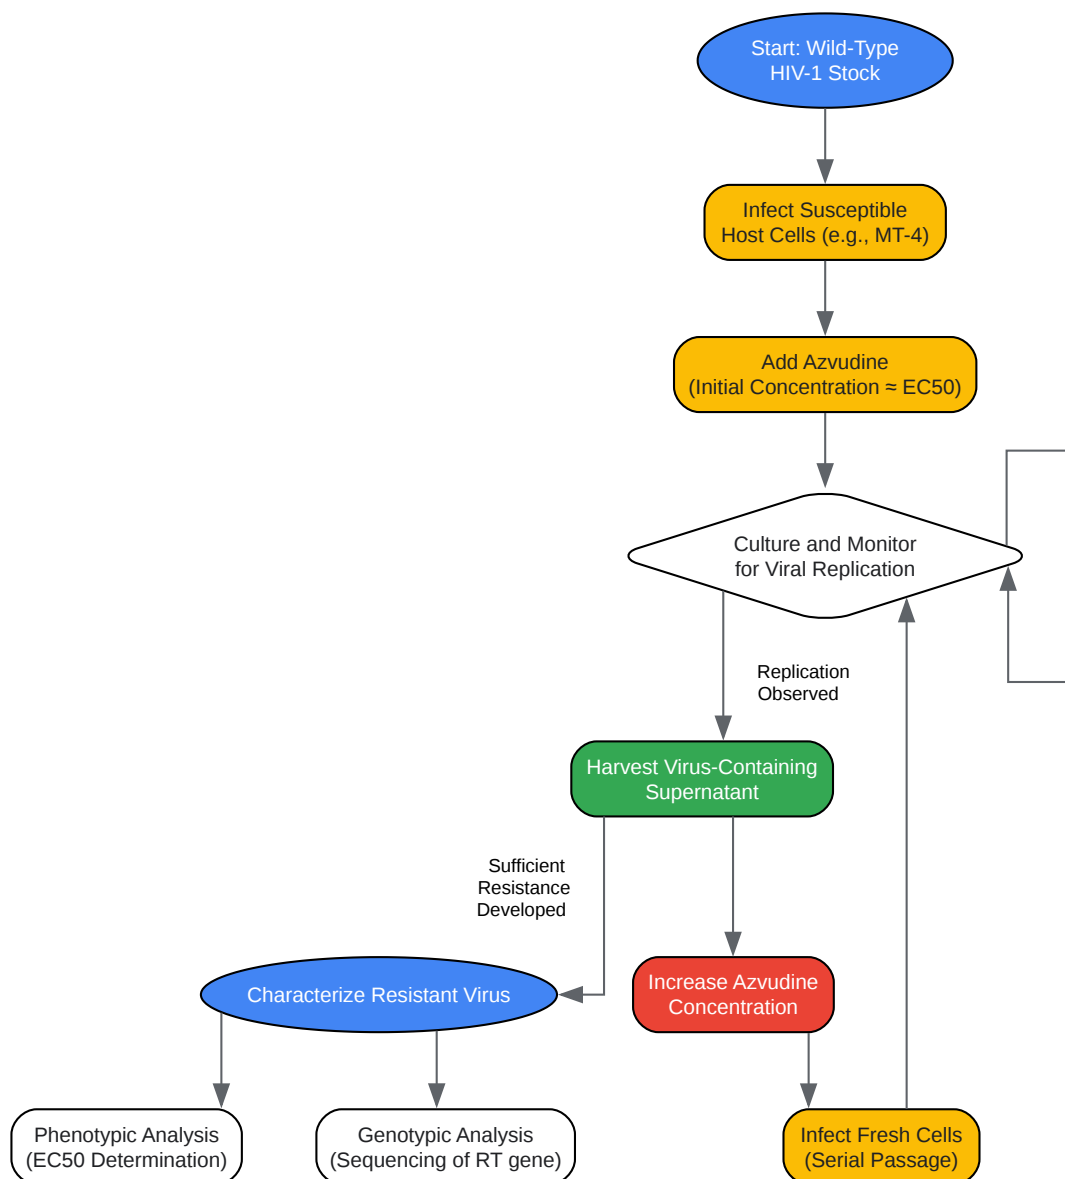 Start: Wild-Type
HIV-1 Stock
Infect Susceptible
Host Cells (e.g., MT-4)
Add Azvudine
(Initial Concentration ≈ EC50)
Culture and Monitor
for Viral Replication
Replication
Observed
Harvest Virus-Containing
Supernatant
Sufficient
Resistance
Developed
Characterize Resistant Virus
Increase Azvudine
Concentration
Phenotypic Analysis
(EC50 Determination)
Genotypic Analysis
(Sequencing of RT gene)
Infect Fresh Cells
(Serial Passage)